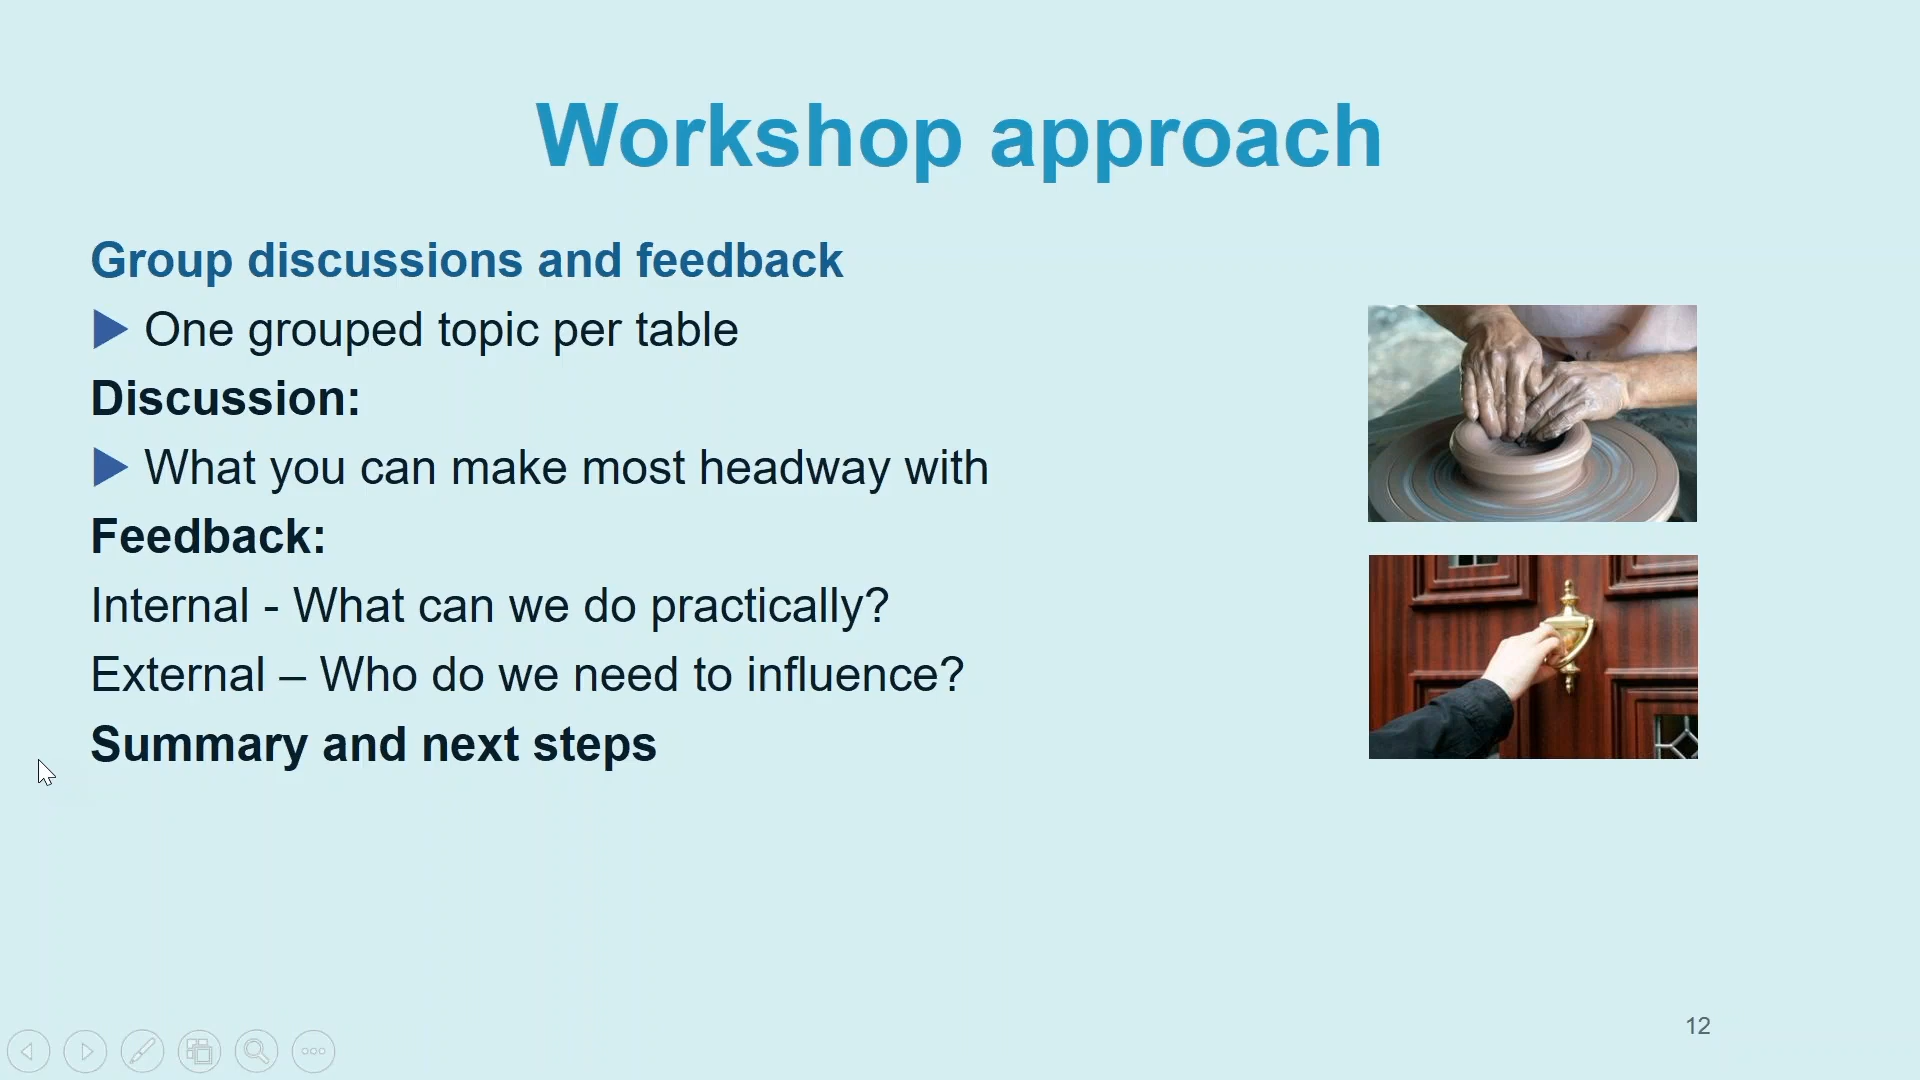 Workshop approach
Group discussions and feedback
One grouped topic per table
Discussion:
What you can make most headway with
Feedback:
Internal - What can we do practically?
External – Who do we need to influence?
Summary and next steps
12